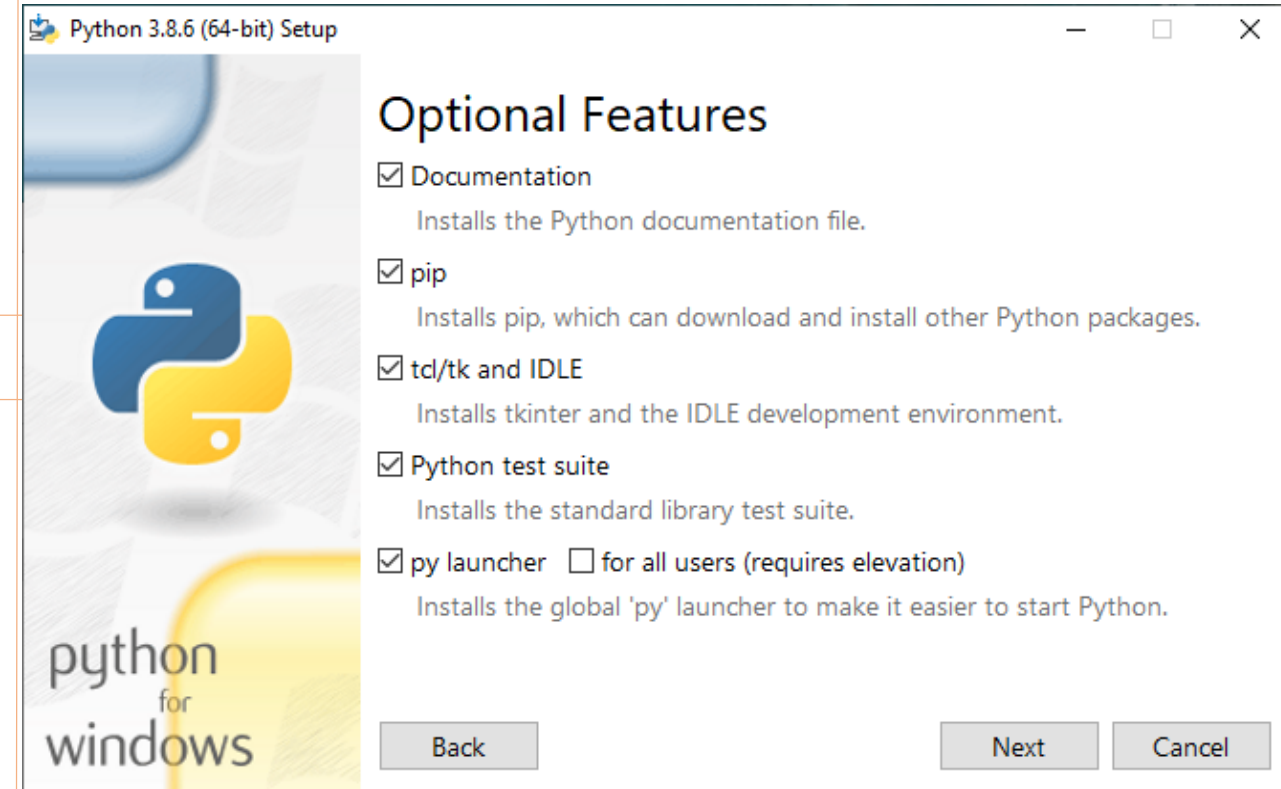 Python 3.8.6 (64-bit) Setup
Optional Features
Documentation
Installs the Python documentation file.
pip
Installs pip, which can download and install other Python packages.
tcl/tk and IDLE
Installs tkinter and the IDLE development environment.
Python test suite
Installs the standard library test suite.
py launcher for all users (requires elevation)
Installs the global 'py' launcher to make it easier to start Python.
python
for
windows
Back Next Cancel